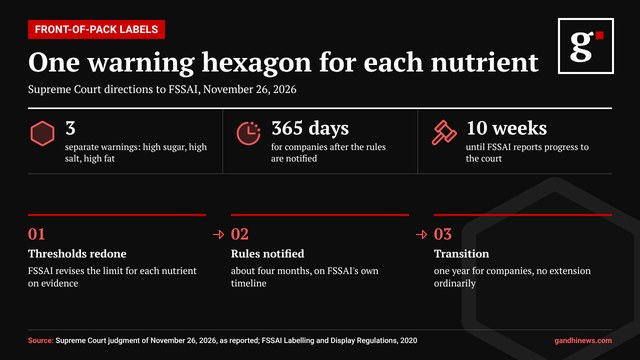 FRONT-OF-PACK LABELS
g
One warning hexagon for each nutrient
Supreme Court directions to FSSAI, November 26, 2026
3
separate warnings: high sugar, high
salt, high fat
365 days
for companies after the rules
are notified
10 weeks
until FSSAI reports progress to
the court
01
Thresholds redone
FSSAI revises the limit for each nutrient
on evidence
02
Rules notified
about four months, on FSSAI's own
timeline
03
Transition
one year for companies, no extension
ordinarily
Source: Supreme Court judgment of November 26, 2026, as reported; FSSAI Labelling and Display Regulations, 2020
gandhinews.com